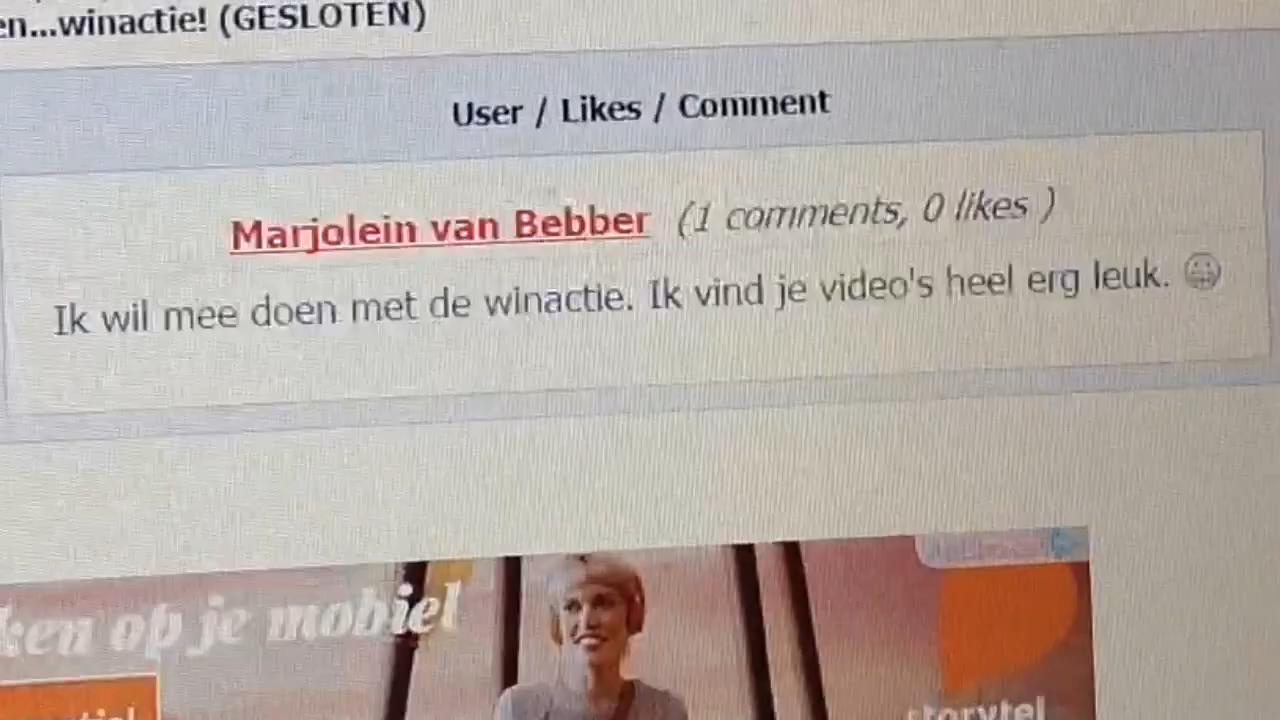 en...winactie! (GESLOTEN)
User / Likes / Comment
Marjolein van Bebber (1 comments, 0 likes )
Ik wil mee doen met de winactie. Ik vind je video's heel erg leuk.
ken op je mobiel
storytel